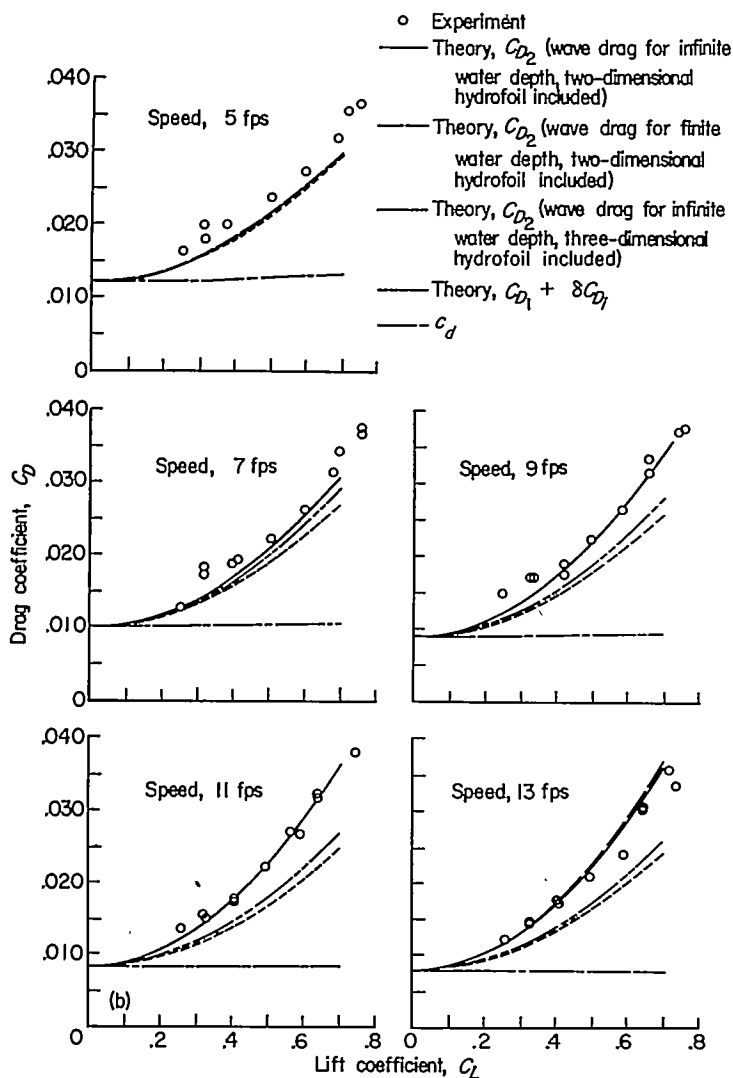 Experiment
Theory, C_D2 (wave drag for infinite
water depth, two-dimensional
hydrofoil included)
Theory, C_D2 (wave drag for finite
water depth, two-dimensional
hydrofoil included)
Theory, C_D2 (wave drag for infinite
water depth, three-dimensional
hydrofoil included)
Theory, C_D1 + δC_Di
c_d
Speed, 5 fps
.040
.030
.020
.010
0
Speed, 7 fps
.040
.030
.020
.010
0
Speed, 9 fps
Drag coefficient, C_D
Speed, 11 fps
.040
.030
.020
.010
0
(b)
0 .2 .4 .6 .8
Speed, 13 fps
0 .2 .4 .6 .8
Lift coefficient, C_L